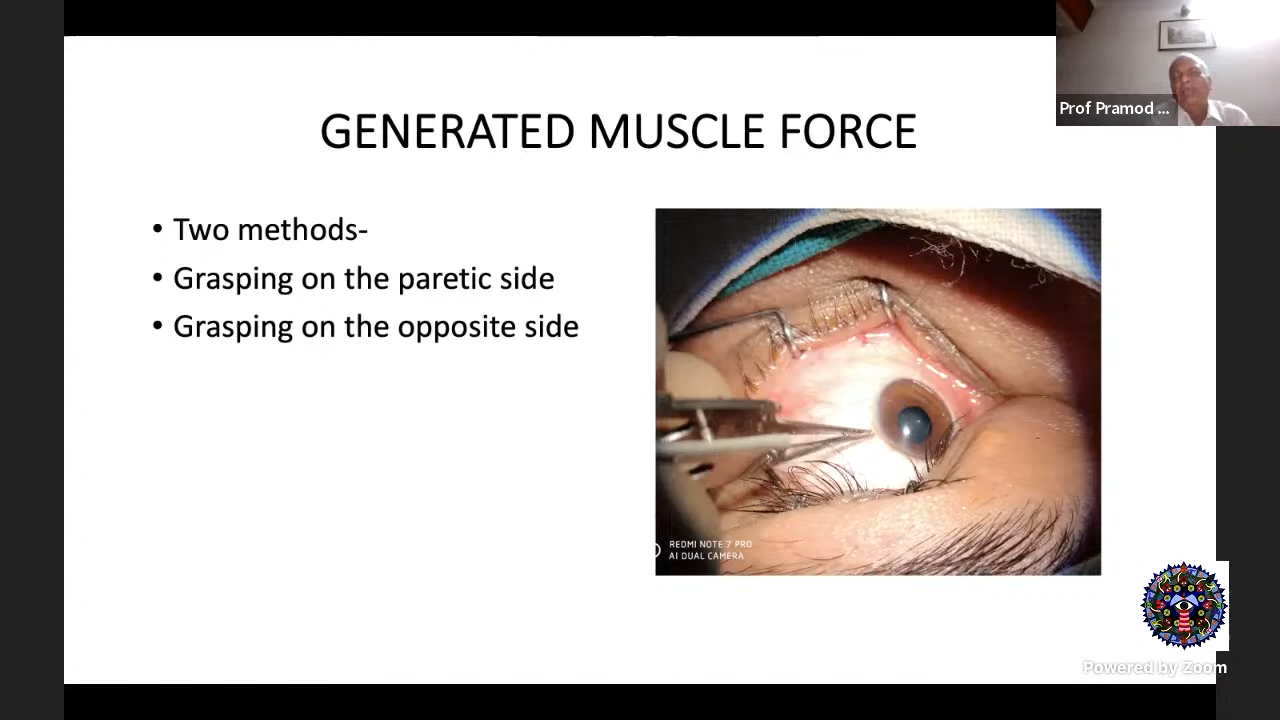 Prof Pramod ...
GENERATED MUSCLE FORCE
• Two methods-
• Grasping on the paretic side
• Grasping on the opposite side
REDMI NOTE 7 PRO
AI DUAL CAMERA
Powered by Zoom